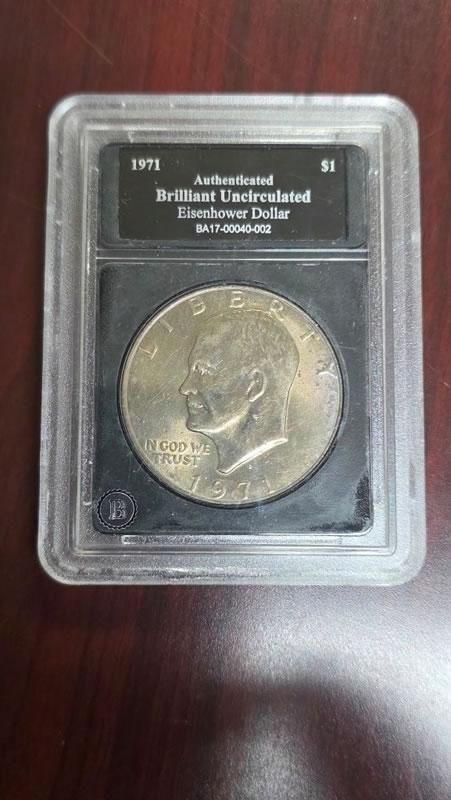 1971 $1
Authenticated
Brilliant Uncirculated
Eisenhower Dollar
BA17-00040-002
LIBERTY
IN GOD WE
TRUST
1971
B